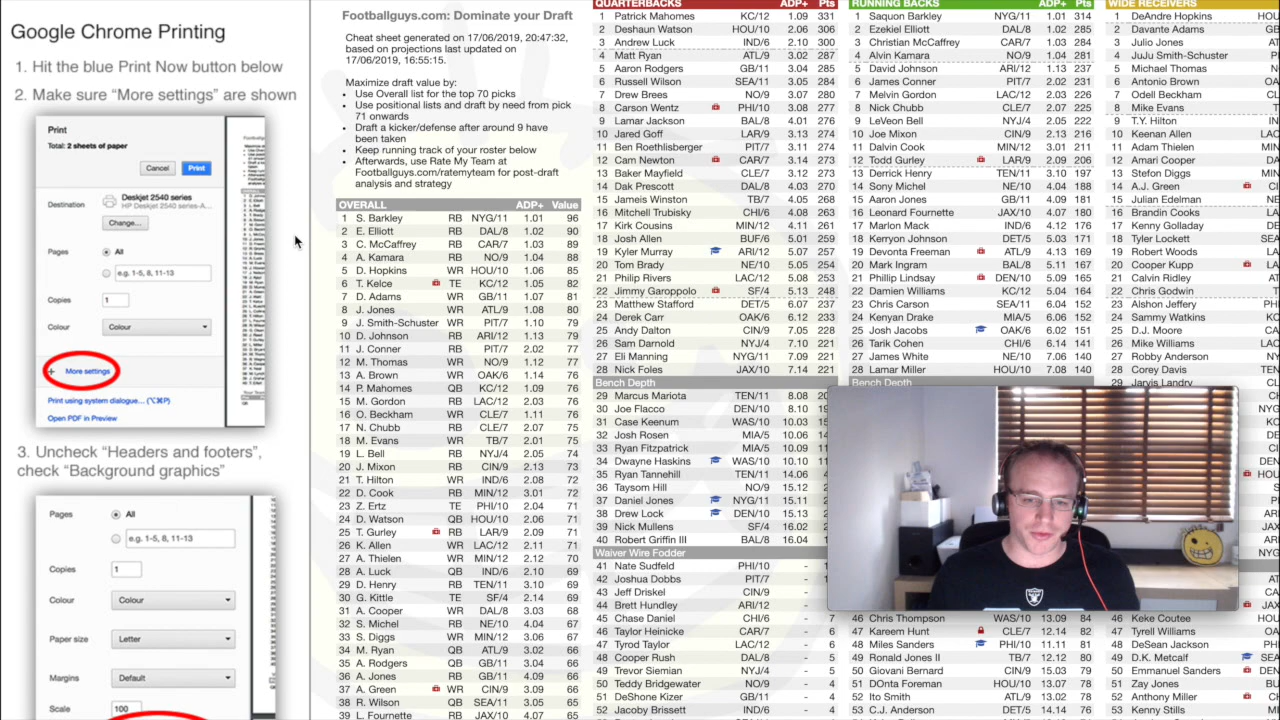 Google Chrome Printing
1. Hit the blue Print Now button below
2. Make sure “More settings” are shown
Print
Total: 2 sheets of paper
Cancel Print
Destination
Deskjet 2540 series
HP Deskjet 2540 series-A...
Change...
Pages All
e.g. 1-5, 8, 11-13
Copies 1
Colour Colour
+ More settings
Print using system dialogue... (⌥⌘P)
Open PDF in Preview
3. Uncheck “Headers and footers”,
check “Background graphics”
Pages All
e.g. 1-5, 8, 11-13
Copies 1
Colour Colour
Paper size Letter
Margins Default
Scale 100
Footballguys.com: Dominate your Draft
Cheat sheet generated on 17/06/2019, 20:47:32,
based on projections last updated on
17/06/2019, 16:55:15.
Maximize draft value by:
• Use Overall list for the top 70 picks
• Use positional lists and draft by need from pick
71 onwards
• Draft a kicker/defense after around 9 have
been taken
• Keep running track of your roster below
• Afterwards, use Rate My Team at
Footballguys.com/ratemyteam for post-draft
analysis and strategy
OVERALL ADP+ Value
1 S. Barkley RB NYG/11 1.01 96
2 E. Elliott RB DAL/8 1.02 90
3 C. McCaffrey RB CAR/7 1.03 89
4 A. Kamara RB NO/9 1.04 88
5 D. Hopkins WR HOU/10 1.06 85
6 T. Kelce TE KC/12 1.05 82
7 D. Adams WR GB/11 1.07 81
8 J. Jones WR ATL/9 1.08 80
9 J. Smith-Schuster WR PIT/7 1.10 79
10 D. Johnson RB ARI/12 1.13 79
11 J. Conner RB PIT/7 2.02 77
12 M. Thomas WR NO/9 1.12 77
13 A. Brown WR OAK/6 1.14 76
14 P. Mahomes QB KC/12 1.09 76
15 M. Gordon RB LAC/12 2.03 76
16 O. Beckham WR CLE/7 1.11 76
17 N. Chubb RB CLE/7 2.07 75
18 M. Evans WR TB/7 2.01 75
19 L. Bell RB NYJ/4 2.05 74
20 J. Mixon RB CIN/9 2.13 73
21 T. Hilton WR IND/6 2.08 72
22 D. Cook RB MIN/12 3.01 72
23 Z. Ertz TE PHI/10 2.04 71
24 D. Watson QB HOU/10 2.06 71
25 T. Gurley RB LAR/9 2.09 71
26 K. Allen WR LAC/12 2.11 71
27 A. Thielen WR MIN/12 2.12 70
28 A. Luck QB IND/6 2.10 69
29 D. Henry RB TEN/11 3.10 69
30 G. Kittle TE SF/4 2.14 69
31 A. Cooper WR DAL/8 3.03 68
32 S. Michel RB NE/10 4.04 67
33 S. Diggs WR MIN/12 3.06 67
34 M. Ryan QB ATL/9 3.02 66
35 A. Rodgers QB GB/11 3.04 66
36 A. Jones RB GB/11 4.09 66
37 A. Green WR CIN/9 3.09 66
38 R. Wilson QB SEA/11 3.05 66
39 L. Fournette RB JAX/10 4.07 65
QUARTERBACKS ADP+ Pts
1 Patrick Mahomes KC/12 1.09 331
2 Deshaun Watson HOU/10 2.06 306
3 Andrew Luck IND/6 2.10 300
4 Matt Ryan ATL/9 3.02 287
5 Aaron Rodgers GB/11 3.04 285
6 Russell Wilson SEA/11 3.05 284
7 Drew Brees NO/9 3.07 280
8 Carson Wentz PHI/10 3.08 277
9 Lamar Jackson BAL/8 4.01 276
10 Jared Goff LAR/9 3.13 274
11 Ben Roethlisberger PIT/7 3.11 274
12 Cam Newton CAR/7 3.14 273
13 Baker Mayfield CLE/7 3.12 273
14 Dak Prescott DAL/8 4.03 270
15 Jameis Winston TB/7 4.05 268
16 Mitchell Trubisky CHI/6 4.08 263
17 Kirk Cousins MIN/12 4.11 261
18 Josh Allen BUF/6 5.01 259
19 Kyler Murray ARI/12 5.07 257
20 Tom Brady NE/10 5.05 254
21 Philip Rivers LAC/12 5.08 253
22 Jimmy Garoppolo SF/4 5.13 248
23 Matthew Stafford DET/5 6.07 237
24 Derek Carr OAK/6 6.12 233
25 Andy Dalton CIN/9 7.05 228
26 Sam Darnold NYJ/4 7.10 221
27 Eli Manning NYG/11 7.09 221
28 Nick Foles JAX/10 7.14 221
Bench Depth
29 Marcus Mariota TEN/11 8.08
30 Joe Flacco DEN/10 8.10
31 Case Keenum WAS/10 10.03
32 Josh Rosen MIA/5 10.06
33 Ryan Fitzpatrick MIA/5 10.09
34 Dwayne Haskins WAS/10 10.10
35 Ryan Tannehill TEN/11 14.06
36 Taysom Hill NO/9 15.12
37 Daniel Jones NYG/11 15.11
38 Drew Lock DEN/10 15.13
39 Nick Mullens SF/4 16.02
40 Robert Griffin III BAL/8 16.04
Waiver Wire Fodder
41 Nate Sudfeld PHI/10 -
42 Joshua Dobbs PIT/7 -
43 Jeff Driskel CIN/9 -
44 Brett Hundley ARI/12 -
45 Chase Daniel CHI/6 - 7
46 Taylor Heinicke CAR/7 - 6
47 Tyrod Taylor LAC/12 - 6
48 Cooper Rush DAL/8 - 5
49 Trevor Siemian NYJ/4 - 5
50 Teddy Bridgewater NO/9 - 4
51 DeShone Kizer GB/11 - 4
52 Jacoby Brissett IND/6 - 4
RUNNING BACKS ADP+ Pts
1 Saquon Barkley NYG/11 1.01 314
2 Ezekiel Elliott DAL/8 1.02 285
3 Christian McCaffrey CAR/7 1.03 284
4 Alvin Kamara NO/9 1.04 281
5 David Johnson ARI/12 1.13 237
6 James Conner PIT/7 2.02 231
7 Melvin Gordon LAC/12 2.03 226
8 Nick Chubb CLE/7 2.07 225
9 LeVeon Bell NYJ/4 2.05 222
10 Joe Mixon CIN/9 2.13 216
11 Dalvin Cook MIN/12 3.01 211
12 Todd Gurley LAR/9 2.09 206
13 Derrick Henry TEN/11 3.10 197
14 Sony Michel NE/10 4.04 188
15 Aaron Jones GB/11 4.09 181
16 Leonard Fournette JAX/10 4.07 180
17 Marlon Mack IND/6 4.12 176
18 Kerryon Johnson DET/5 5.03 171
19 Devonta Freeman ATL/9 4.13 169
20 Mark Ingram BAL/8 5.11 167
21 Phillip Lindsay DEN/10 5.09 165
22 Damien Williams KC/12 5.04 164
23 Chris Carson SEA/11 6.04 152
24 Kenyan Drake MIA/5 6.06 152
25 Josh Jacobs OAK/6 6.02 151
26 Tarik Cohen CHI/6 6.14 141
27 James White NE/10 7.06 140
28 Lamar Miller HOU/10 7.08 140
Bench Depth
46 Chris Thompson WAS/10 13.09 84
47 Kareem Hunt CLE/7 12.14 82
48 Miles Sanders PHI/10 11.11 81
49 Ronald Jones II TB/7 12.12 80
50 Giovani Bernard CIN/9 15.03 79
51 DOnta Foreman HOU/10 13.07 78
52 Ito Smith ATL/9 13.02 78
53 C.J. Anderson DET/5 14.14 76
WIDE RECEIVERS
1 DeAndre Hopkins
2 Davante Adams
3 Julio Jones
4 JuJu Smith-Schuster
5 Michael Thomas
6 Antonio Brown
7 Odell Beckham
8 Mike Evans
9 T.Y. Hilton
10 Keenan Allen
11 Adam Thielen
12 Amari Cooper
13 Stefon Diggs
14 A.J. Green
15 Julian Edelman
16 Brandin Cooks
17 Kenny Golladay
18 Tyler Lockett
19 Robert Woods
20 Cooper Kupp
21 Calvin Ridley
22 Chris Godwin
23 Alshon Jeffery
24 Sammy Watkins
25 D.J. Moore
26 Mike Williams
27 Robby Anderson
28 Corey Davis
29 Jarvis Landry
46 Keke Coutee
47 Tyrell Williams
48 DeSean Jackson
49 D.K. Metcalf
50 Emmanuel Sanders
51 Zay Jones
52 Anthony Miller
53 Kenny Stills